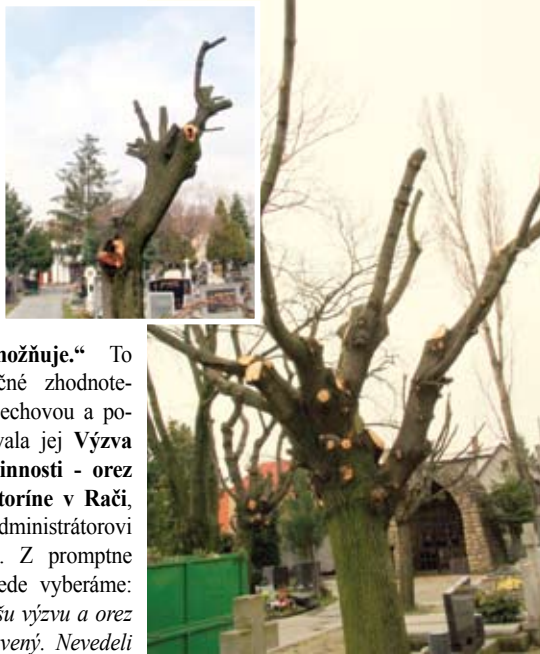 možňuje.“ To
čné zhodnote-
echovou a po-
vala jej Výzva
innosti - orez
toríne v Rači,
dministrátorovi
. Z promptne
ede vyberáme:
šu výzvu a orez
vený. Nevedeli